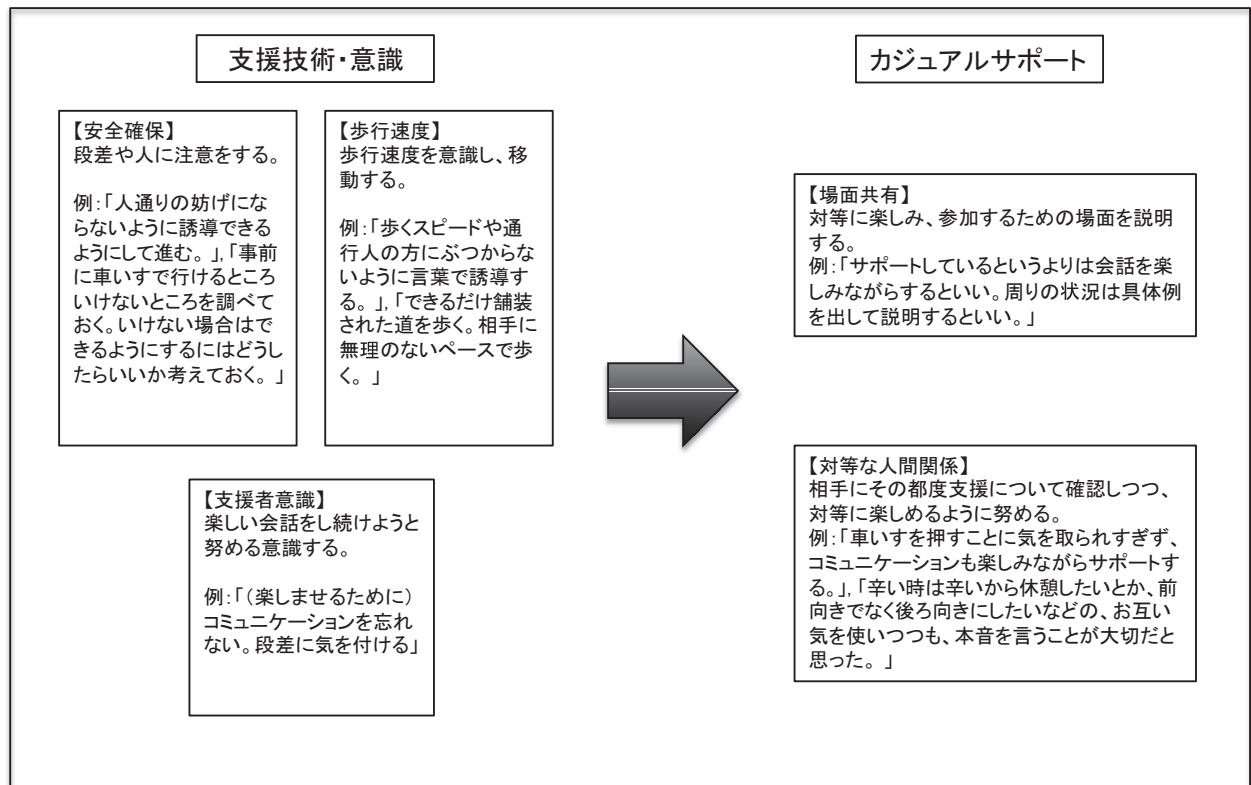 支援技術・意識
カジュアルサポート
【安全確保】
段差や人に注意をする。
例：「人通りの妨げにな
らないように誘導できる
ようにして進む。」,「事前
に車いすで行けるところ
いけないところを調べて
おく。いけない場合はで
きるようにするにはどうし
たらいいか考えておく。」
【歩行速度】
歩行速度を意識し、移
動する。
例：「歩くスピードや通
行人の方にぶつからな
いように言葉で誘導す
る。」,「できるだけ舗装
された道を歩く。相手に
無理のないペースで歩
く。」
【支援者意識】
楽しい会話をし続けようと
努める意識する。
例：「（楽しませるために）
コミュニケーションを忘れ
ない。段差に気を付ける」
【場面共有】
対等に楽しみ、参加するための場面を説明
する。
例：「サポートしているというよりは会話を楽
しみながらするといい。周りの状況は具体例
を出して説明するといい。」
【対等な人間関係】
相手にその都度支援について確認しつつ、
対等に楽しめるように努める。
例：「車いすを押すことに気を取られすぎず、
コミュニケーションも楽しみながらサポートす
る。」,「辛い時は辛いから休憩したいとか、前
向きでなく後ろ向きにしたいなどの、お互い
気を使いつつも、本音を言うことが大切だと
思った。」